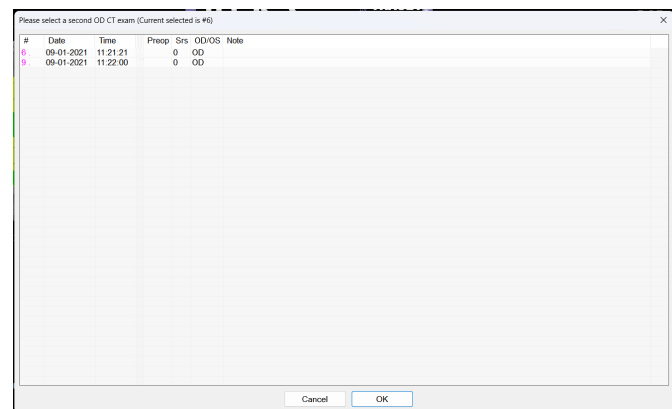 Please select a second OD CT exam (Current selected is #6)
# Date Time Preop Srs OD/OS Note
6 . 09-01-2021 11:21:21 0 OD
9 . 09-01-2021 11:22:00 0 OD
Cancel OK